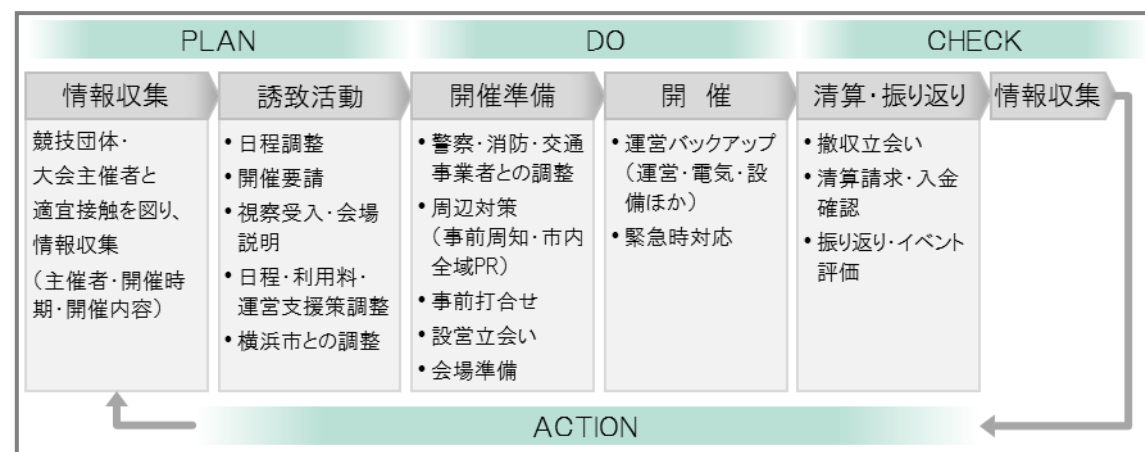 PLAN
DO
CHECK
情報収集
誘致活動
開催準備
開 催
清算・振り返り
情報収集
競技団体・
大会主催者と
適宜接触を図り、
情報収集
（主催者・開催時
期・開催内容）
• 日程調整
• 開催要請
• 視察受入・会場
説明
• 日程・利用料・
運営支援策調整
• 横浜市との調整
• 警察・消防・交通
事業者との調整
• 周辺対策
（事前周知・市内
全域PR）
• 事前打合せ
• 設営立会い
• 会場準備
• 運営バックアップ
（運営・電気・設
備ほか）
• 緊急時対応
• 撤収立会い
• 清算請求・入金
確認
• 振り返り・イベント
評価
ACTION